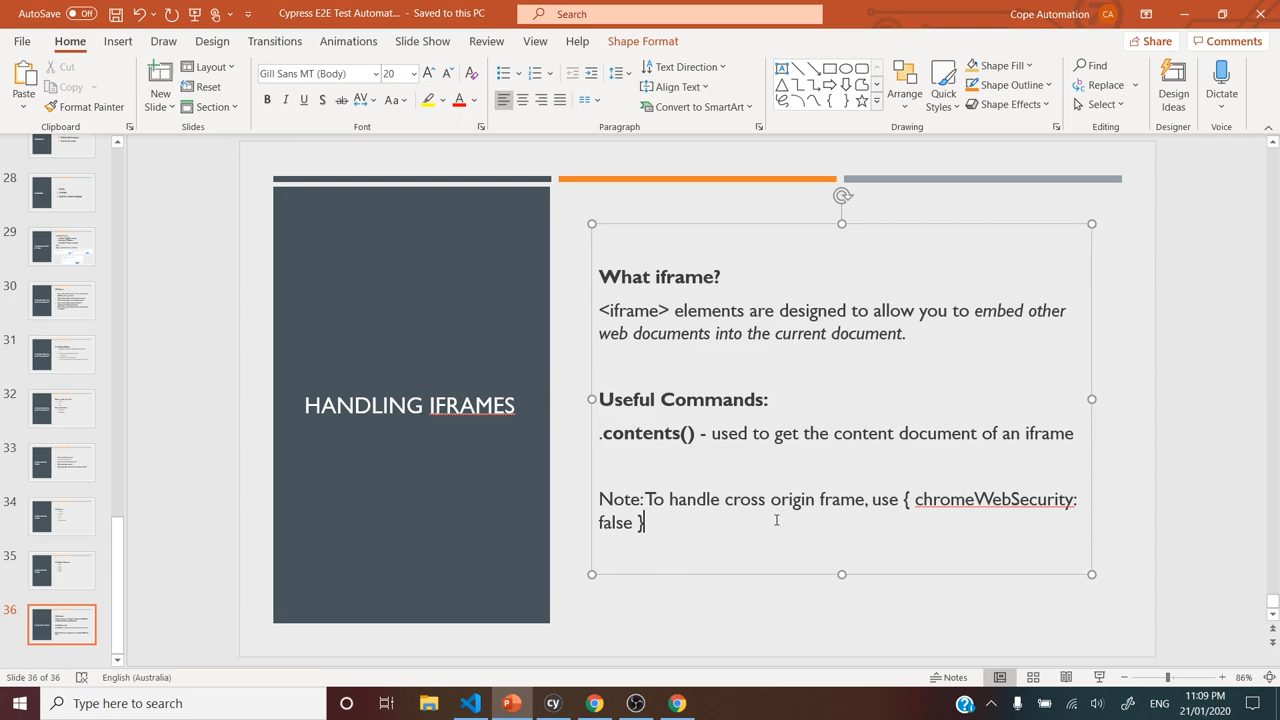 AutoSave Off
Cypress E2E Test Automat... - Saved to this PC
Search
Cope Automation CA
File Home Insert Draw Design Transitions Animations Slide Show Review View Help Shape Format Share Comments
Paste
Cut
Copy
Format Painter
Clipboard
New Slide
Layout
Reset
Section
Slides
Gill Sans MT (Body) 20
Font
Text Direction
Align Text
Convert to SmartArt
Paragraph
Arrange
Quick Styles
Shape Fill
Shape Outline
Shape Effects
Drawing
Find
Replace
Select
Editing
Design Ideas
Designer
Dictate
Voice
28
29
30
31
32
33
34
35
36
HANDLING IFRAMES
What iframe?
<iframe> elements are designed to allow you to embed other
web documents into the current document.
Useful Commands:
.contents() - used to get the content document of an iframe
Note: To handle cross origin frame, use { chromeWebSecurity:
false }
Slide 36 of 36 English (Australia) Notes 86%
Type here to search
ENG
11:09 PM
21/01/2020